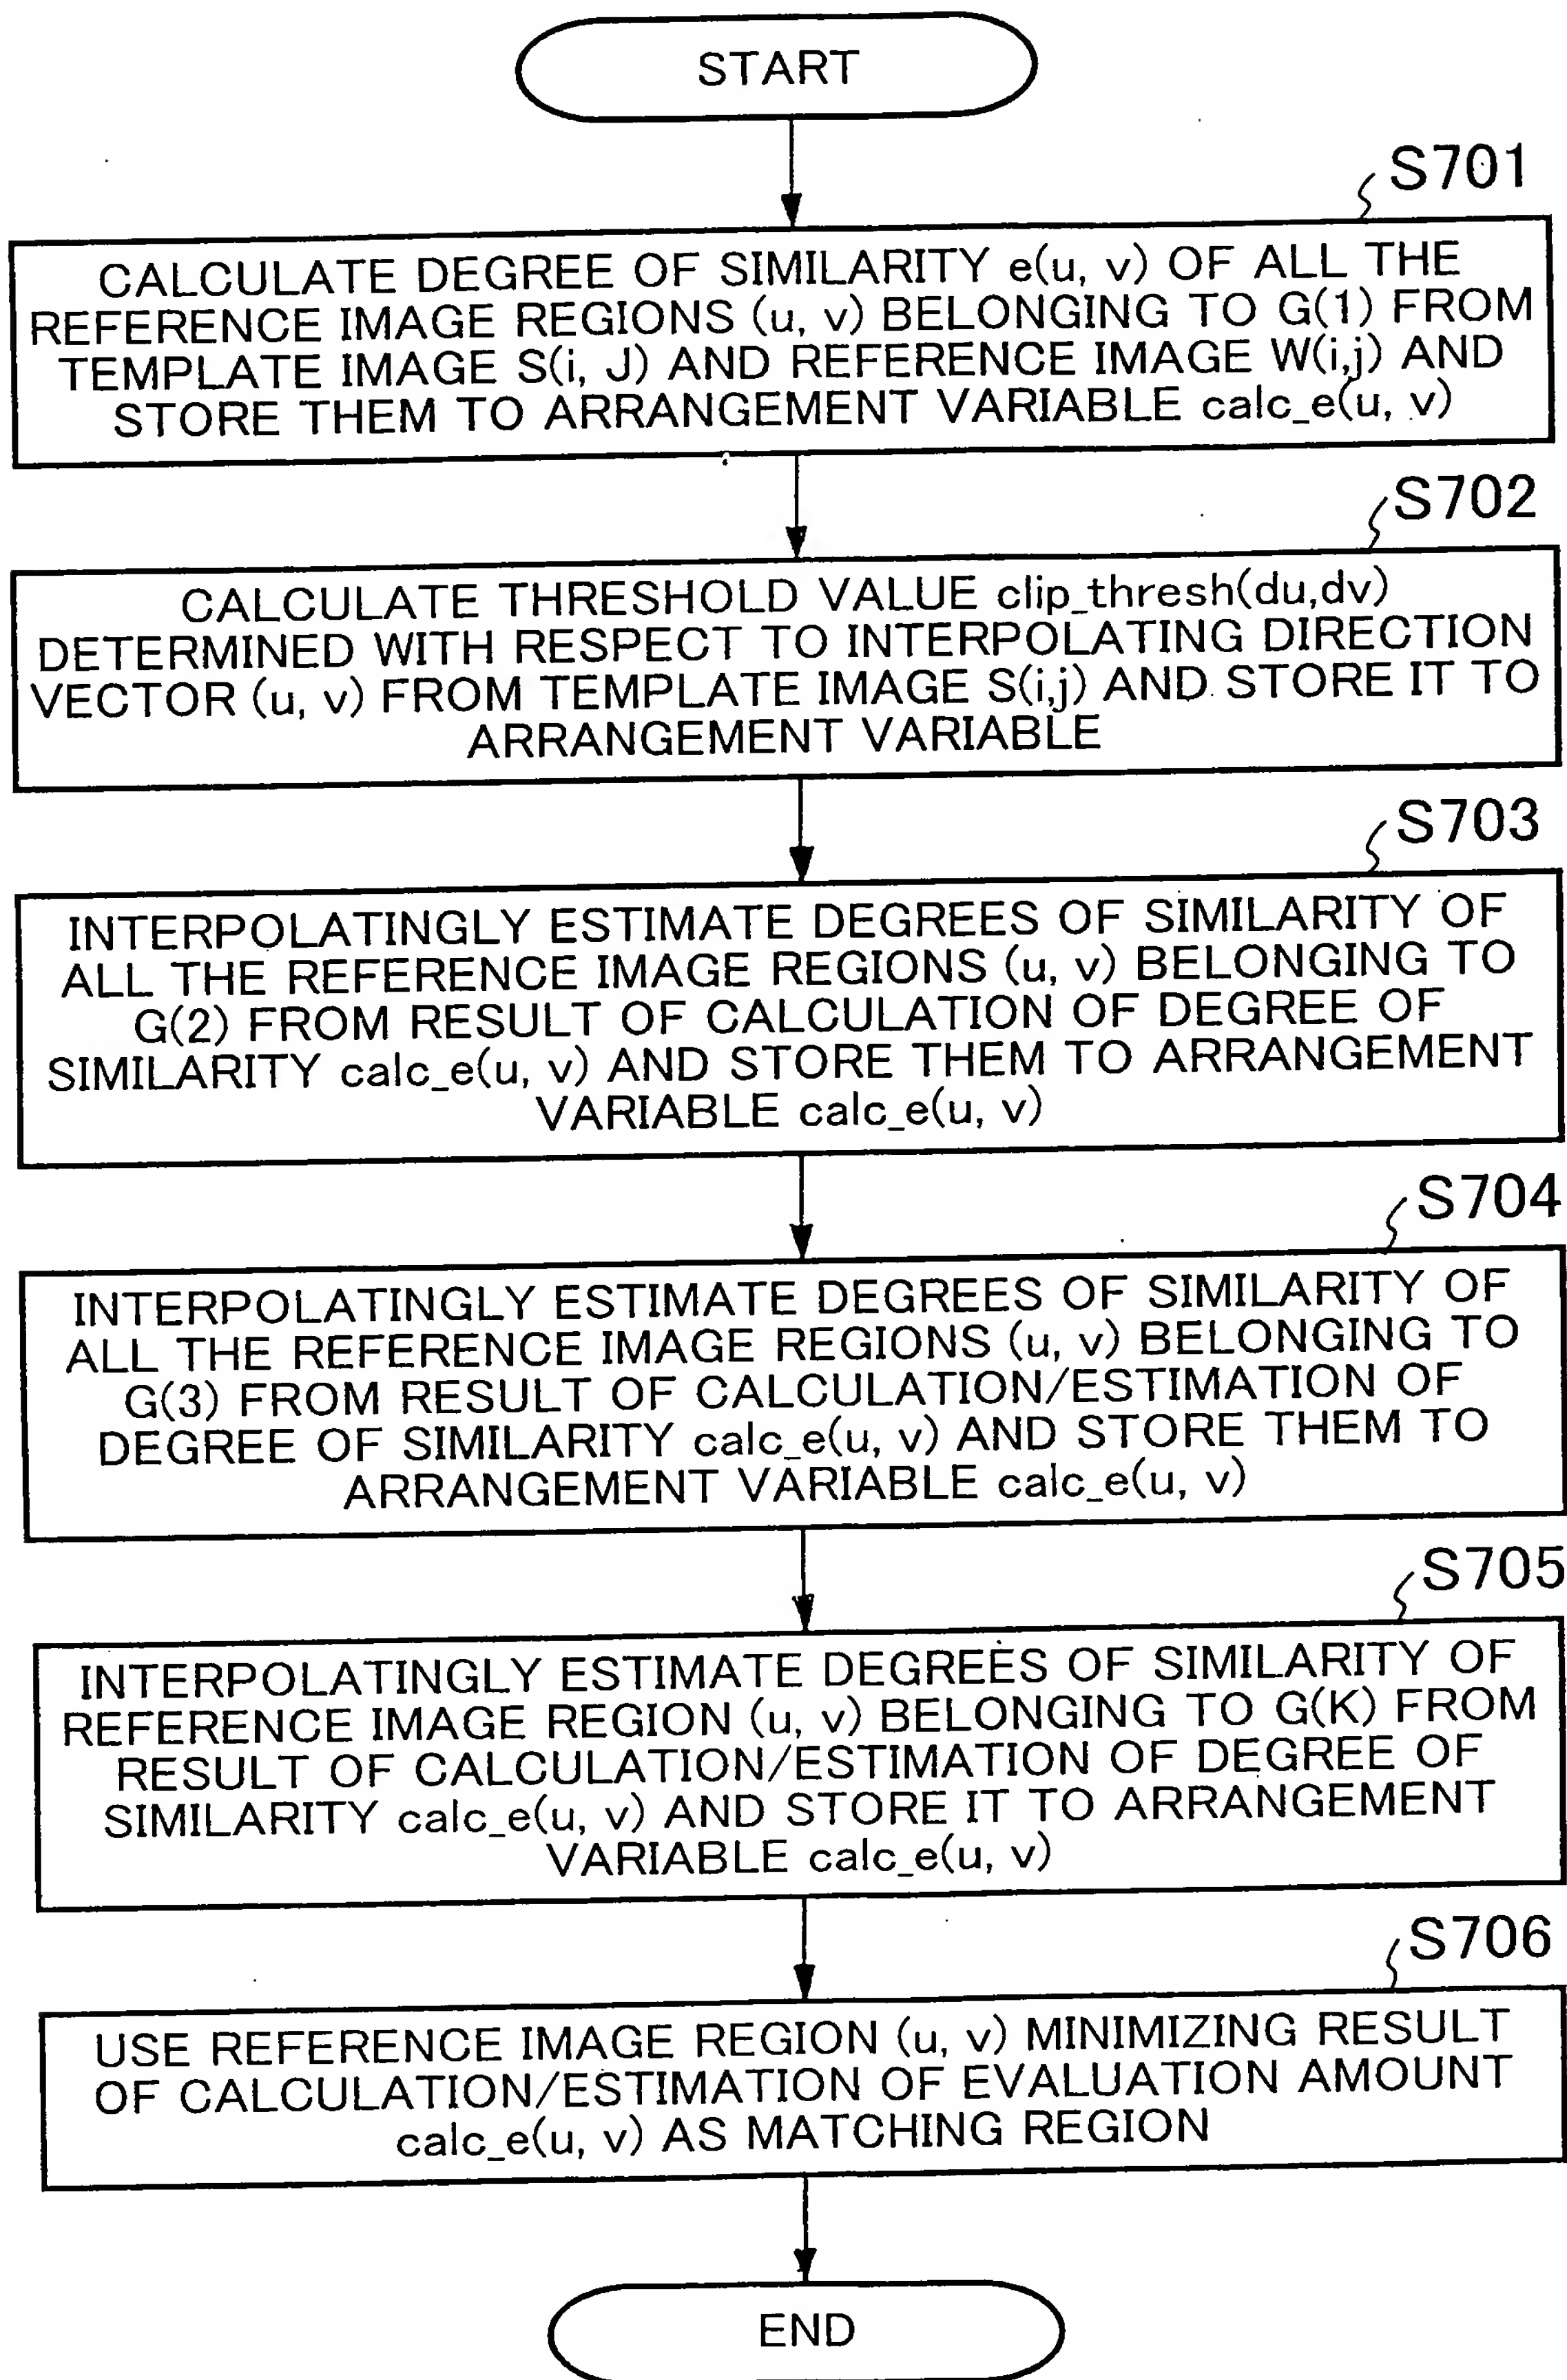 START
S701
CALCULATE DEGREE OF SIMILARITY e(u, v) OF ALL THE
REFERENCE IMAGE REGIONS (u, v) BELONGING TO G(1) FROM
TEMPLATE IMAGE S(i, J) AND REFERENCE IMAGE W(i,j) AND
STORE THEM TO ARRANGEMENT VARIABLE calc_e(u, v)
S702
CALCULATE THRESHOLD VALUE clip_thresh(du,dv)
DETERMINED WITH RESPECT TO INTERPOLATING DIRECTION
VECTOR (u, v) FROM TEMPLATE IMAGE S(i,j) AND STORE IT TO
ARRANGEMENT VARIABLE
S703
INTERPOLATINGLY ESTIMATE DEGREES OF SIMILARITY OF
ALL THE REFERENCE IMAGE REGIONS (u, v) BELONGING TO
G(2) FROM RESULT OF CALCULATION OF DEGREE OF
SIMILARITY calc_e(u, v) AND STORE THEM TO ARRANGEMENT
VARIABLE calc_e(u, v)
S704
INTERPOLATINGLY ESTIMATE DEGREES OF SIMILARITY OF
ALL THE REFERENCE IMAGE REGIONS (u, v) BELONGING TO
G(3) FROM RESULT OF CALCULATION/ESTIMATION OF
DEGREE OF SIMILARITY calc_e(u, v) AND STORE THEM TO
ARRANGEMENT VARIABLE calc_e(u, v)
S705
INTERPOLATINGLY ESTIMATE DEGREES OF SIMILARITY OF
REFERENCE IMAGE REGION (u, v) BELONGING TO G(K) FROM
RESULT OF CALCULATION/ESTIMATION OF DEGREE OF
SIMILARITY calc_e(u, v) AND STORE IT TO ARRANGEMENT
VARIABLE calc_e(u, v)
S706
USE REFERENCE IMAGE REGION (u, v) MINIMIZING RESULT
OF CALCULATION/ESTIMATION OF EVALUATION AMOUNT
calc_e(u, v) AS MATCHING REGION
END